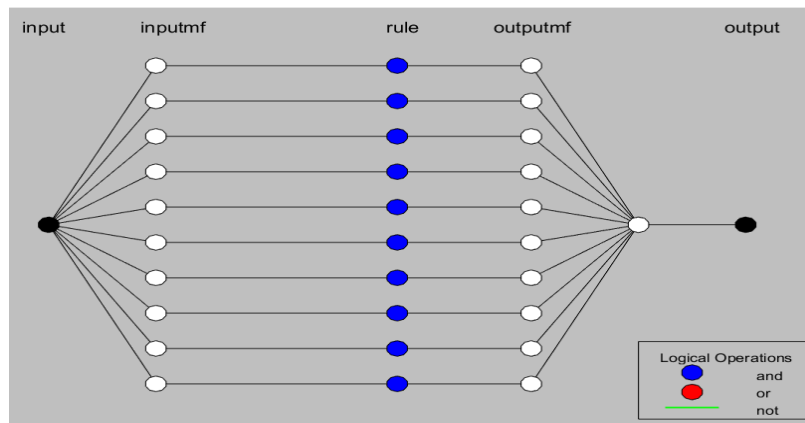 input inputmf rule outputmf output
Logical Operations
and
or
not